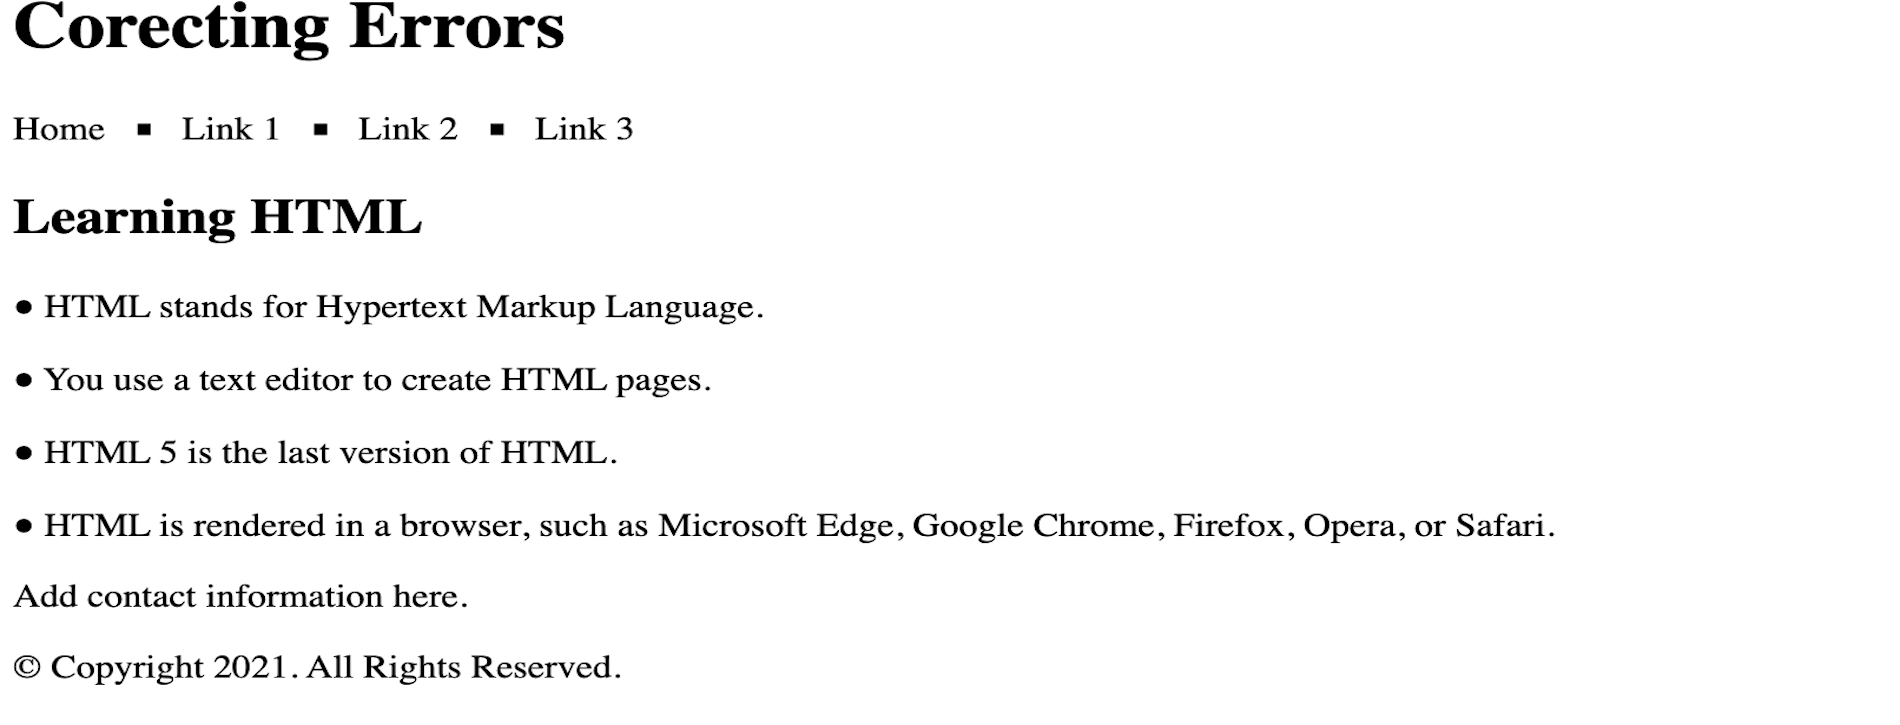 Corecting Errors
Home ▪ Link 1 ▪ Link 2 ▪ Link 3
Learning HTML
• HTML stands for Hypertext Markup Language.
• You use a text editor to create HTML pages.
• HTML 5 is the last version of HTML.
• HTML is rendered in a browser, such as Microsoft Edge, Google Chrome, Firefox, Opera, or Safari.
Add contact information here.
© Copyright 2021. All Rights Reserved.